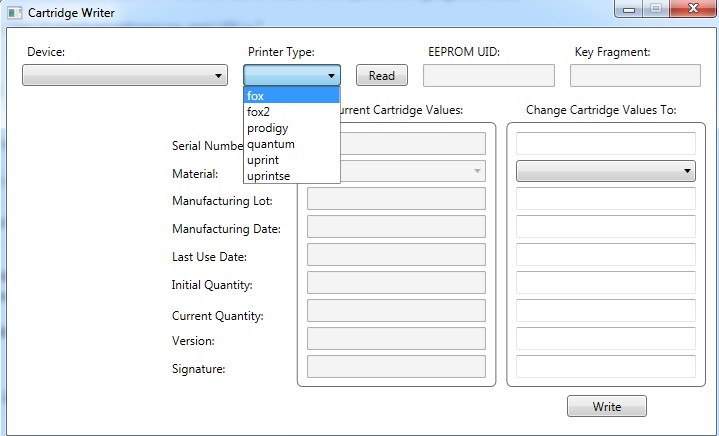 Cartridge Writer
Device:
Printer Type:
EEPROM UID:
Key Fragment:
Read
fox
fox2
prodigy
quantum
uprint
uprintse
urrent Cartridge Values:
Change Cartridge Values To:
Serial Numbe
Material:
Manufacturing Lot:
Manufacturing Date:
Last Use Date:
Initial Quantity:
Current Quantity:
Version:
Signature:
Write